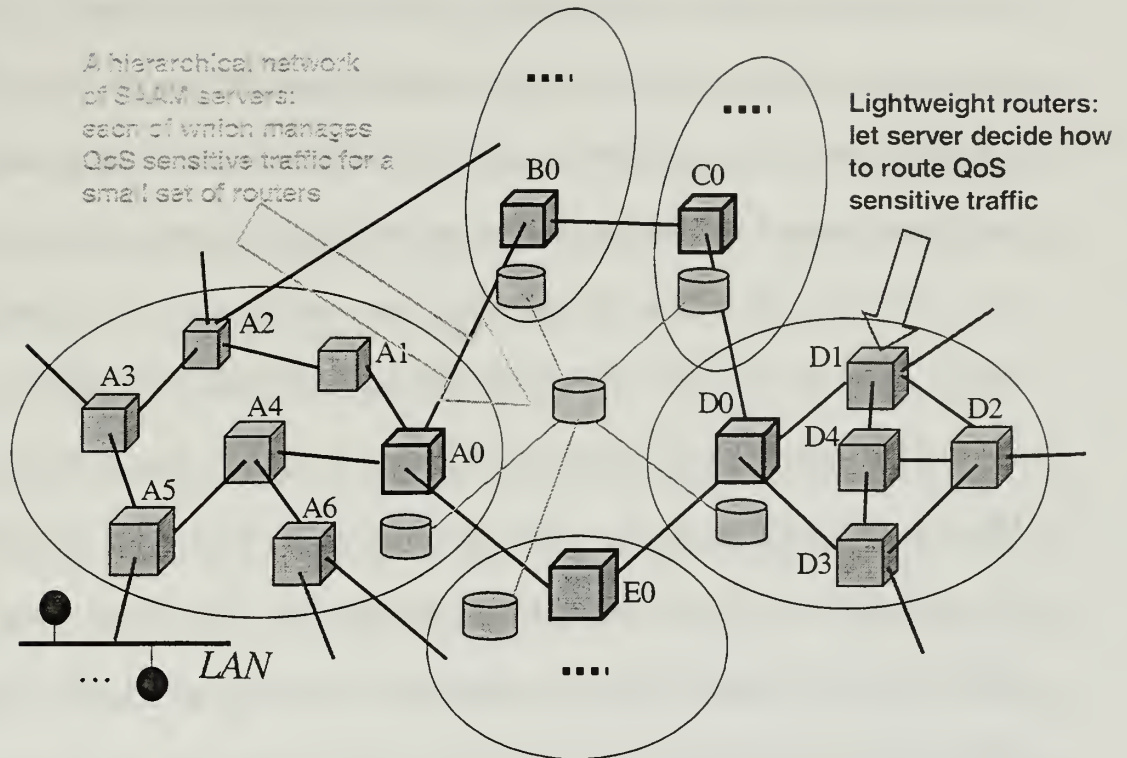 A hierarchical network
of SAAM servers:
each of which manages
QoS sensitive traffic for a
small set of routers
Lightweight routers:
let server decide how
to route QoS
sensitive traffic
B0
C0
A2
A1
A3
A4
A0
A5
A6
D1
D0
D2
D4
D3
E0
LAN